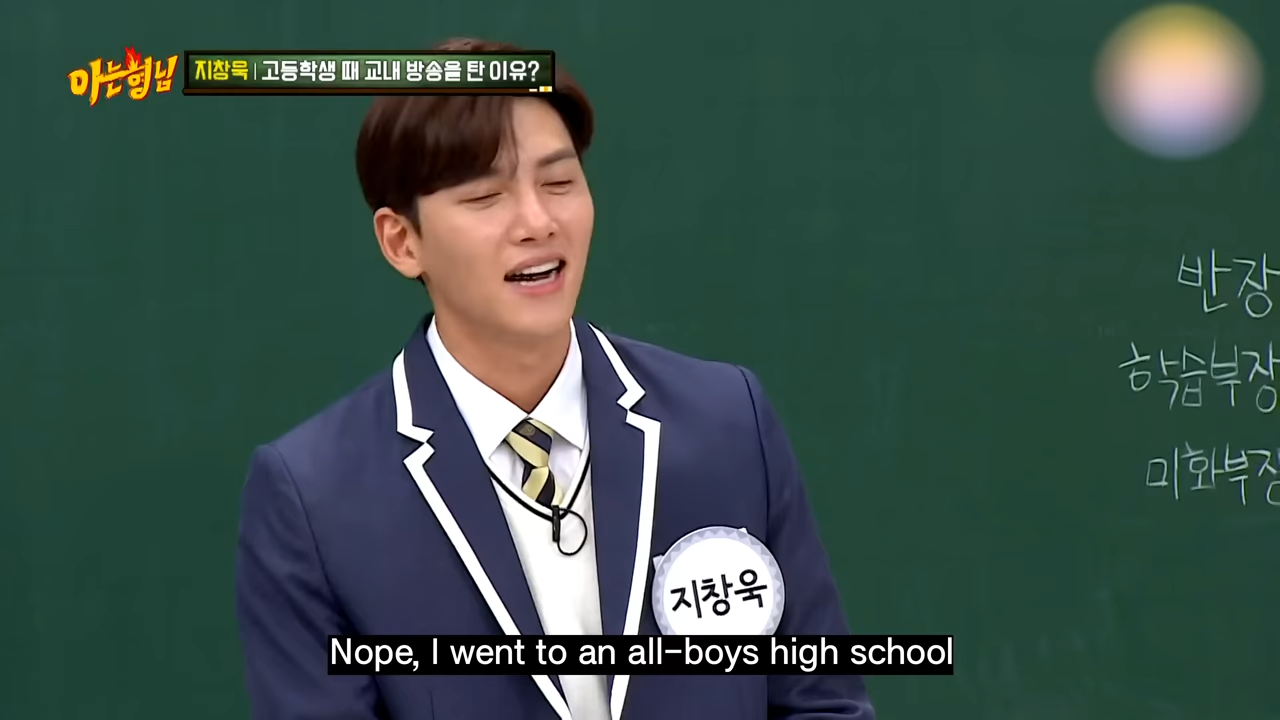 아는형님
지창욱 | 고등학생 때 교내 방송을 탄 이유?
반장
학습부장
미화부장
지창욱
Nope, I went to an all-boys high school